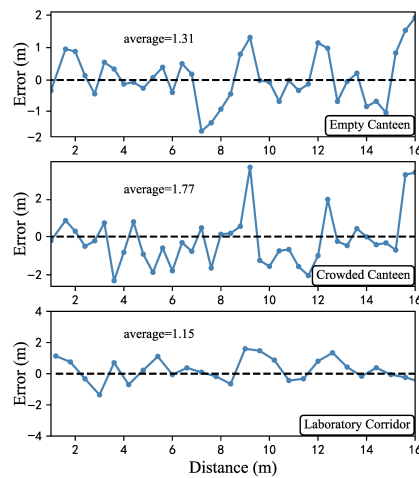 2
1
0
−1
−2
Error (m)
average=1.31
Empty Canteen
2 4 6 8 10 12 14 16
2
0
−2
Error (m)
average=1.77
Crowded Canteen
2 4 6 8 10 12 14 16
4
2
0
−2
−4
Error (m)
average=1.15
Laboratory Corridor
2 4 6 8 10 12 14 16
Distance (m)